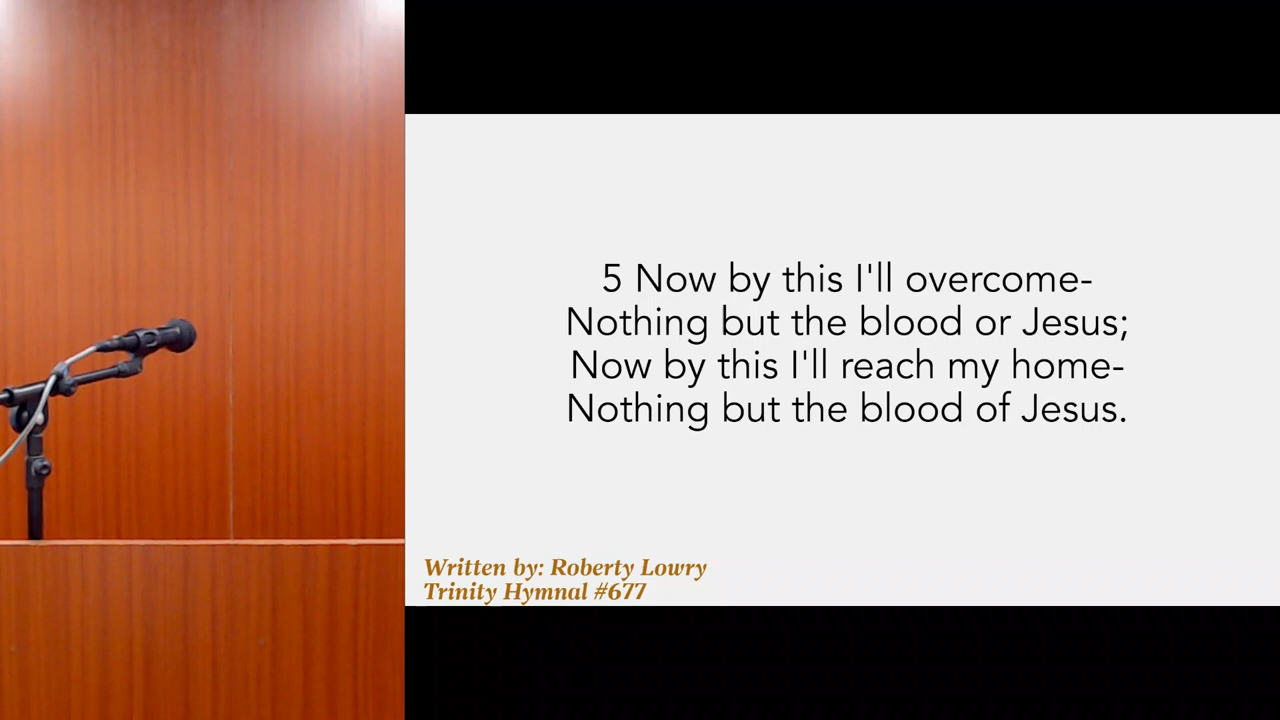 5 Now by this I'll overcome-
Nothing but the blood or Jesus;
Now by this I'll reach my home-
Nothing but the blood of Jesus.
Written by: Roberty Lowry
Trinity Hymnal #677